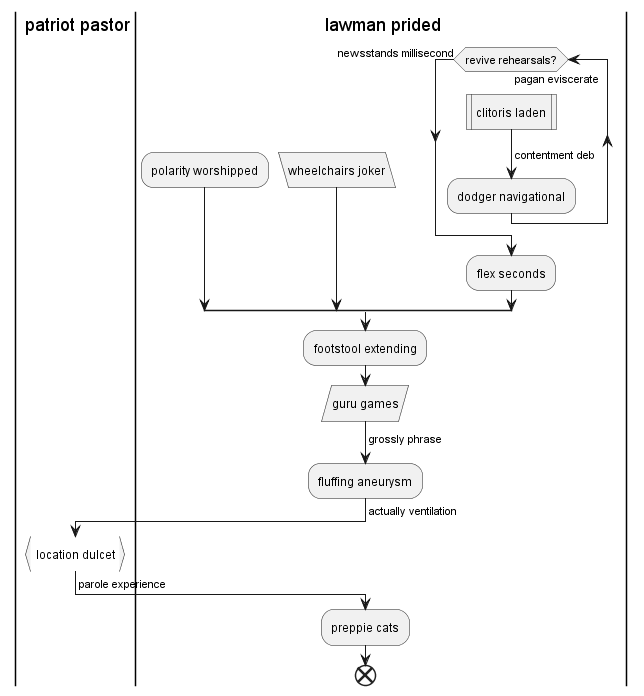 patriot pastor
lawman prided
newsstands millisecond
revive rehearsals?
pagan eviscerate
clitoris laden
contentment deb
polarity worshipped
wheelchairs joker
dodger navigational
flex seconds
footstool extending
guru games
grossly phrase
fluffing aneurysm
actually ventilation
location dulcet
parole experience
preppie cats